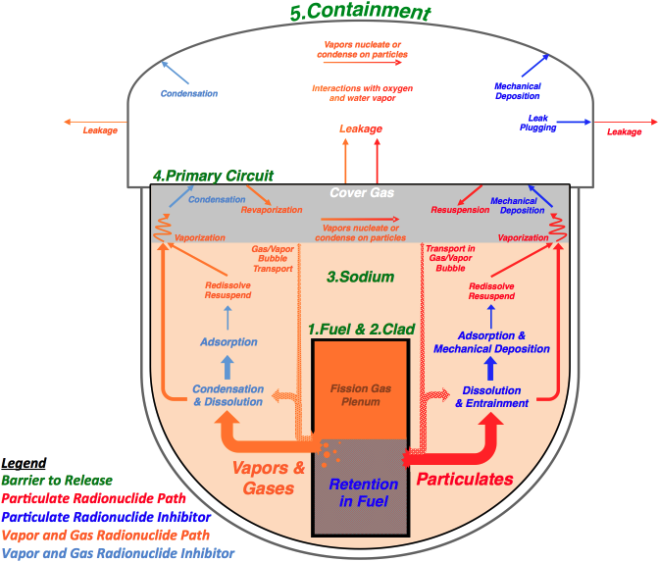 5.Containment
Vapors nucleate or
condense on particles
Condensation
Interactions with oxygen
and water vapor
Mechanical
Deposition
Leakage
Leakage
Leak
Plugging
Leakage
4.Primary Circuit
Cover Gas
Condensation
Revaporization
Resuspension
Mechanical
Deposition
Vaporization
Gas/Vapor
Bubble
Transport
Vapors nucleate or
condense on particles
Transport in
Gas/Vapor
Bubble
Vaporization
3.Sodium
Redissolve
Resuspend
Redissolve
Resuspend
1.Fuel & 2.Clad
Adsorption
Adsorption &
Mechanical Deposition
Condensation
& Dissolution
Fission Gas
Plenum
Dissolution
& Entrainment
Vapors &
Gases
Retention
in Fuel
Particulates
Legend
Barrier to Release
Particulate Radionuclide Path
Particulate Radionuclide Inhibitor
Vapor and Gas Radionuclide Path
Vapor and Gas Radionuclide Inhibitor